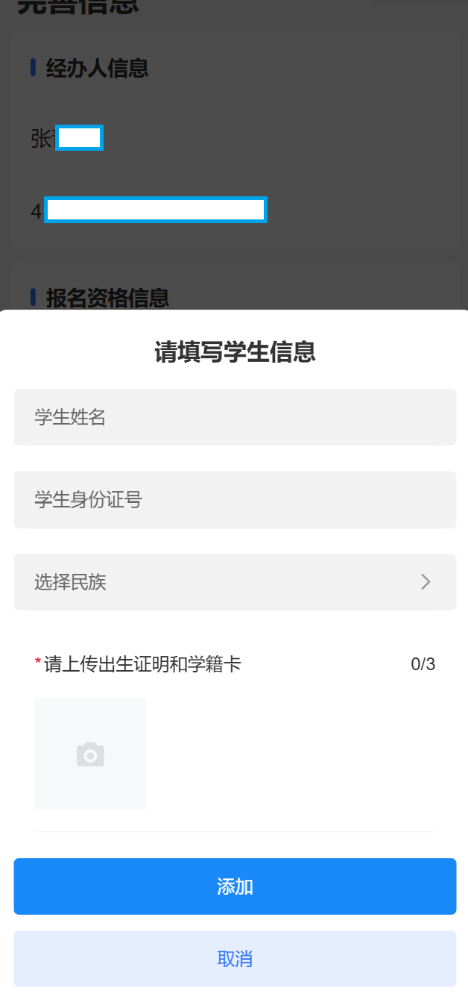 完善信息
经办人信息
张
4
报名资格信息
请填写学生信息
学生姓名
学生身份证号
选择民族
*请上传出生证明和学籍卡 0/3
添加
取消